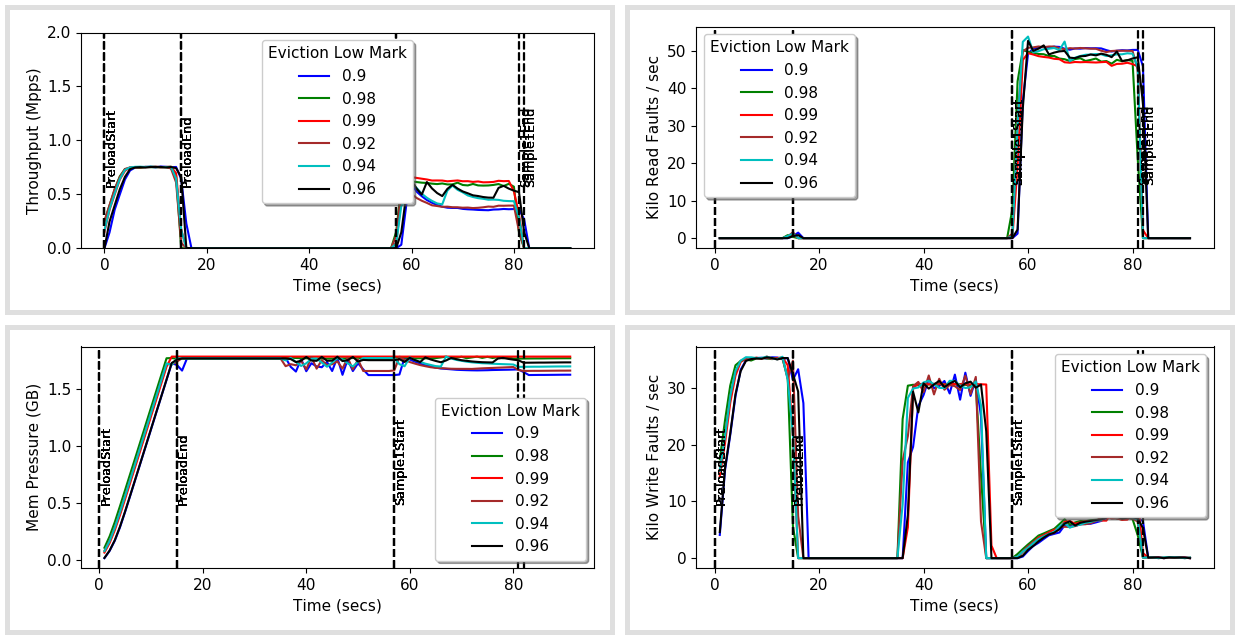 Throughput (Mpps)
2.0
1.5
1.0
0.5
0.0
Eviction Low Mark
0.9
0.98
0.99
0.92
0.94
0.96
PreloadStart
PreloadEnd
Sample1End
0
20
40
60
80
Time (secs)
Kilo Read Faults / sec
50
40
30
20
10
0
Eviction Low Mark
0.9
0.98
0.99
0.92
0.94
0.96
Sample1Start
Sample1End
0
20
40
60
80
Time (secs)
Mem Pressure (GB)
1.5
1.0
0.5
0.0
PreloadStart
PreloadEnd
Sample1Start
Eviction Low Mark
0.9
0.98
0.99
0.92
0.94
0.96
0
20
40
60
80
Time (secs)
Kilo Write Faults / sec
30
20
10
0
PreloadStart
PreloadEnd
Sample1Start
Eviction Low Mark
0.9
0.98
0.99
0.92
0.94
0.96
0
20
40
60
80
Time (secs)